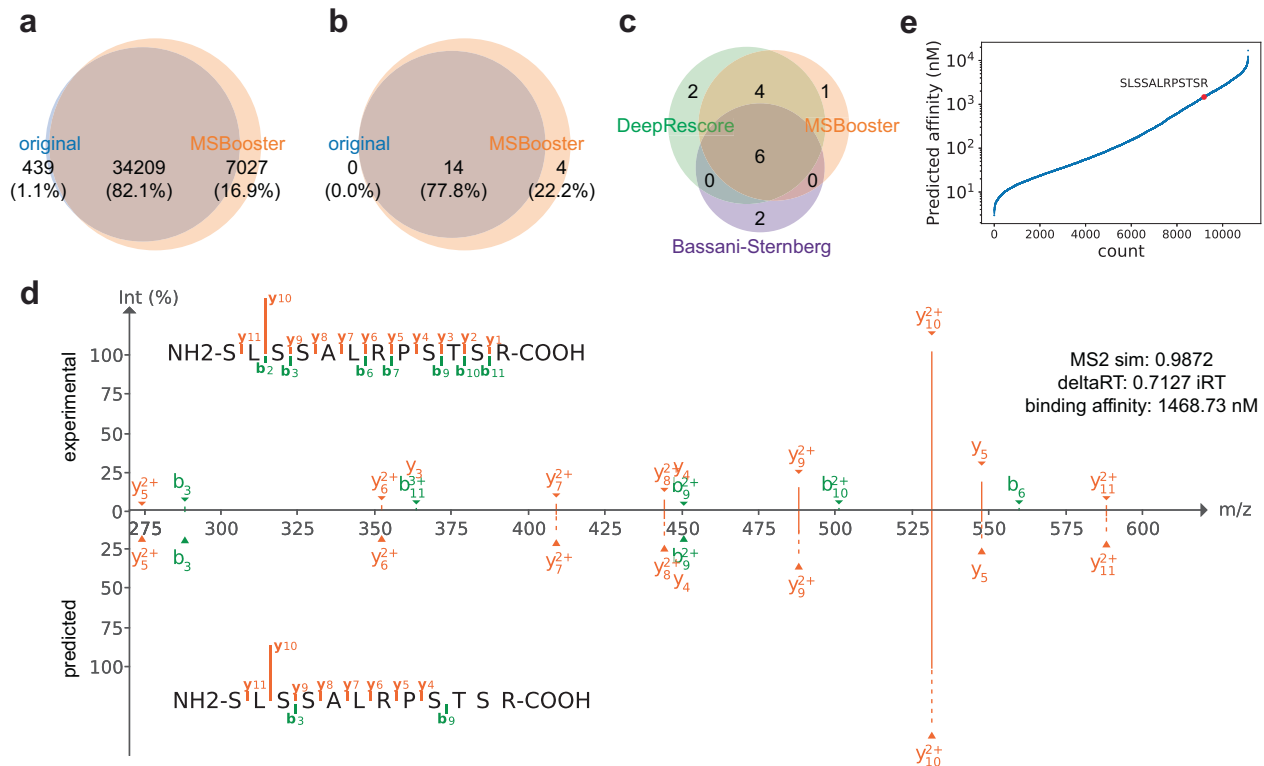 a
original
MSBooster
439
34209
7027
(1.1%)
(82.1%)
(16.9%)
b
original
MSBooster
0
14
4
(0.0%)
(77.8%)
(22.2%)
c
2
4
1
DeepRescore
MSBooster
6
0
0
2
Bassani-Sternberg
e
Predicted affinity (nM)
10⁴
10³
10²
10¹
SLSSALRPSTSR
0 2000 4000 6000 8000 10000
count
d
Int (%)
y10
y11 y9 y8 y7 y6 y5 y4 y3 y2 y1
NH2-S L S S A L R P S T S R-COOH
b2 b3 b6 b7 b9 b10 b11
MS2 sim: 0.9872
deltaRT: 0.7127 iRT
binding affinity: 1468.73 nM
experimental
100
75
50
25
0
y5 2+
b3
y6 2+
y3
b11 3+
y7 2+
y8 2+
y4
b9 2+
y9 2+
b10 2+
y10 2+
y5
b6
y11 2+
275 300 325 350 375 400 425 450 475 500 525 550 575 600
m/z
predicted
25
50
75
100
y5 2+
b3
y6 2+
y7 2+
y8 2+
b9 2+
y4
y9 2+
y5
y11 2+
y10 2+
y10
y11 y9 y8 y7 y6 y5 y4
NH2-S L S S A L R P S T S R-COOH
b3 b9